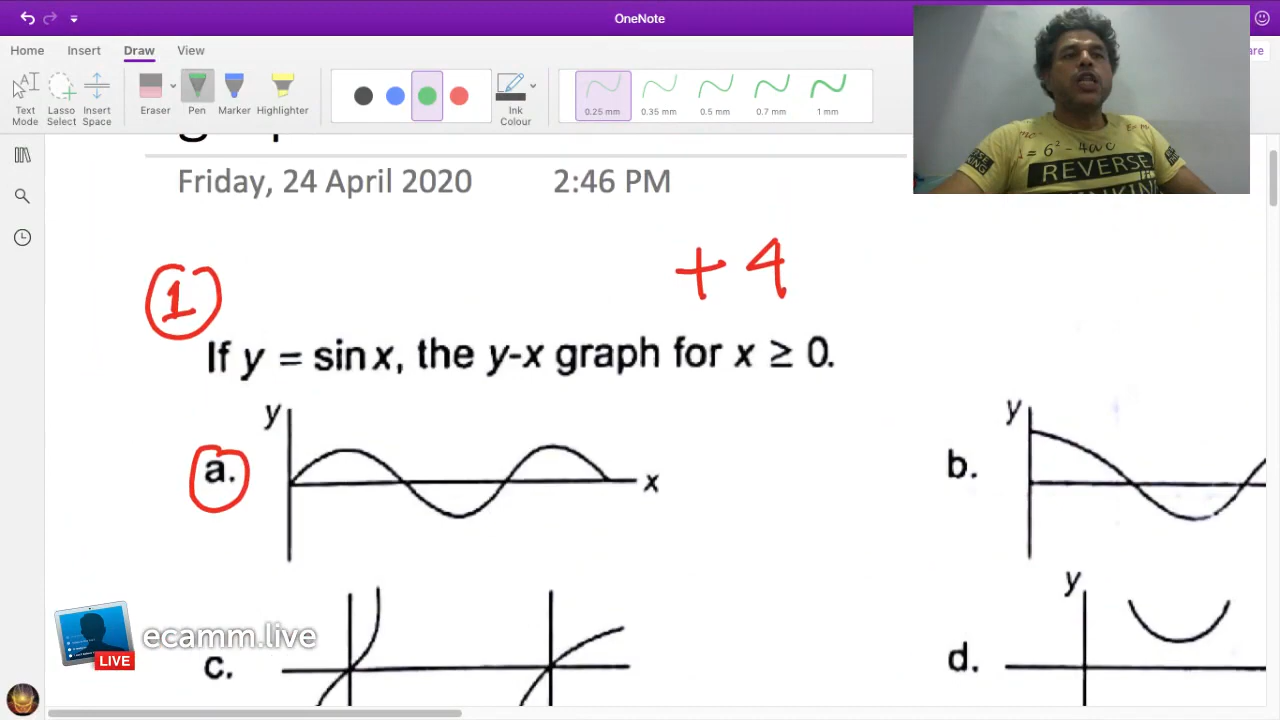 OneNote
Home Insert Draw View
Text Mode
Lasso Select
Insert Space
Eraser
Pen
Marker
Highlighter
Ink Colour
0.25 mm
0.35 mm
0.5 mm
0.7 mm
1 mm
= 6² - 4ac
REVERSE
Friday, 24 April 2020 2:46 PM
+4
1
If y = sin x, the y-x graph for x ≥ 0.
a. y x
b. y
c.
d. y
ecamm.live
LIVE